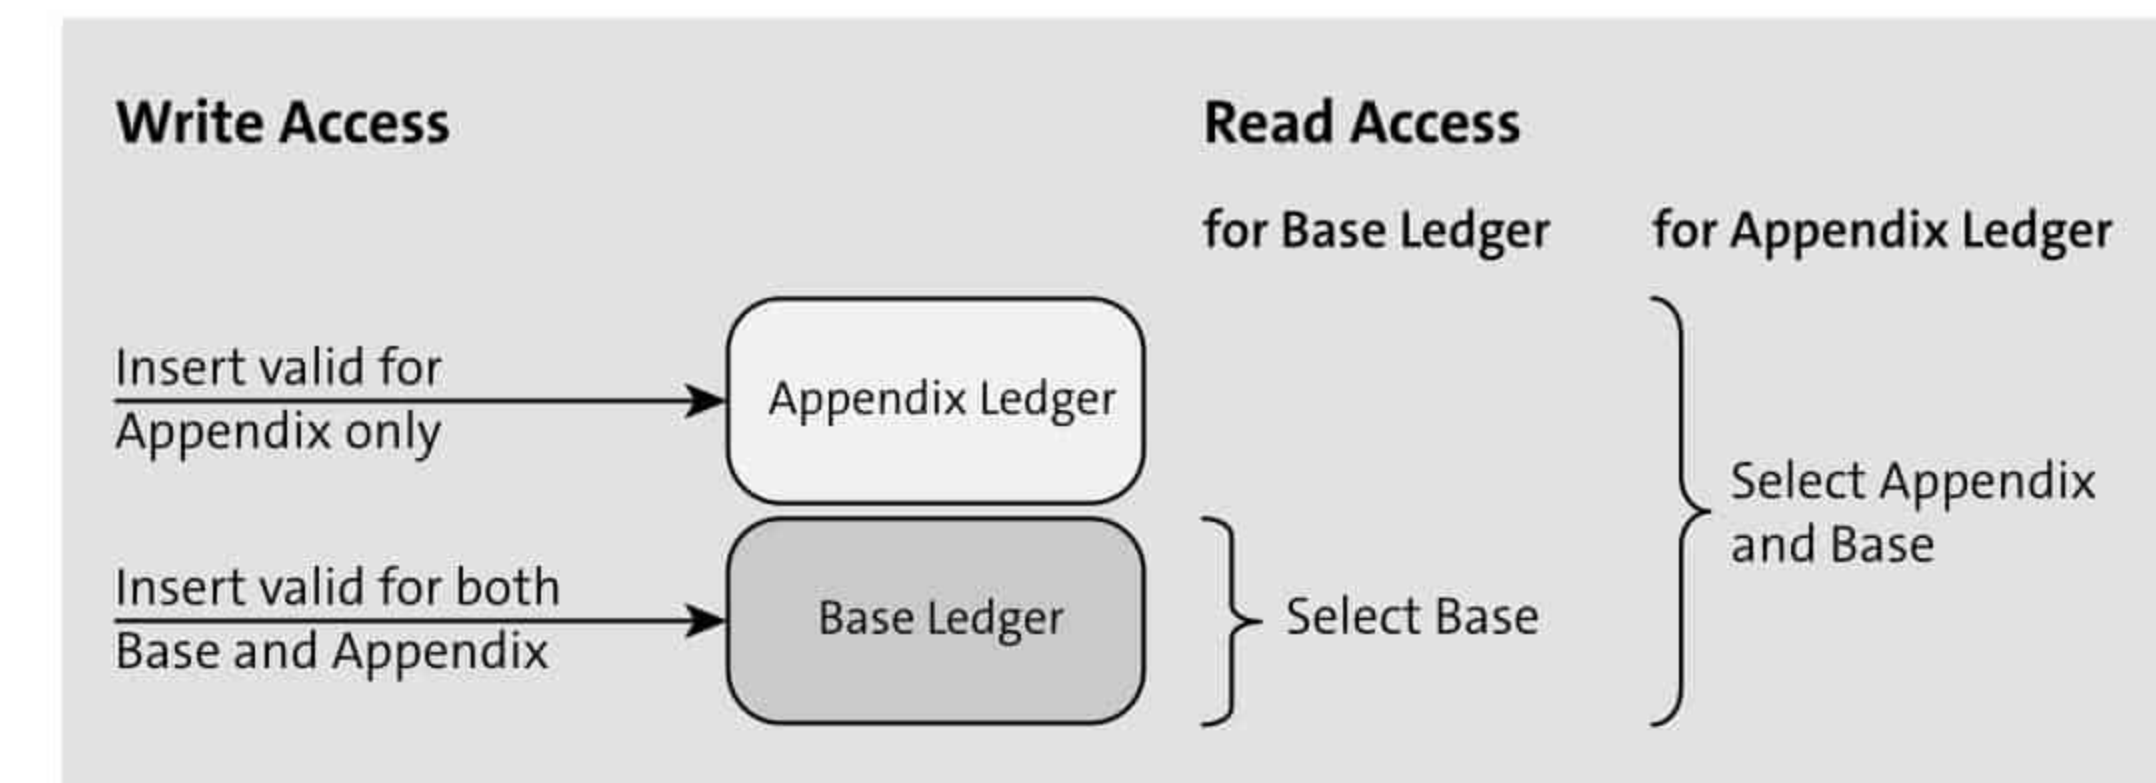 Write Access
Read Access
for Base Ledger
for Appendix Ledger
Insert valid for
Appendix only
Appendix Ledger
Select Appendix
and Base
Insert valid for both
Base and Appendix
Base Ledger
Select Base